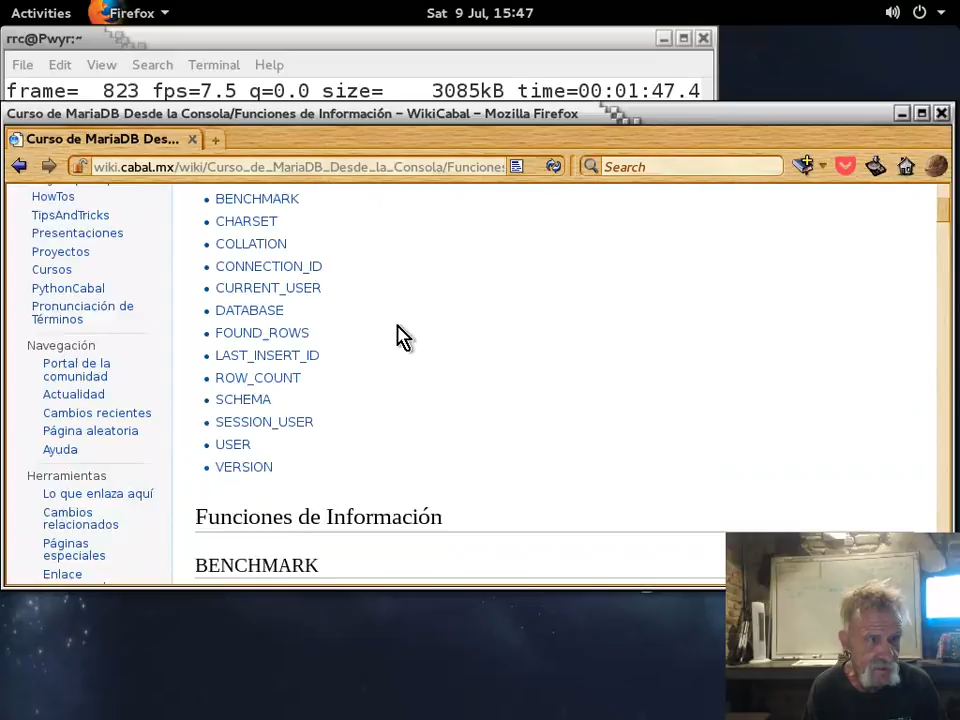 Activities Firefox Sat 9 Jul, 15:47
rrc@Pwyr:~
File Edit View Search Terminal Help
frame= 823 fps=7.5 q=0.0 size= 3085kB time=00:01:47.4
Curso de MariaDB Desde la Consola/Funciones de Información – WikiCabal – Mozilla Firefox
Curso de MariaDB Des...
wiki.cabal.mx/wiki/Curso_de_MariaDB_Desde_la_Consola/Funciones Search
HowTos
TipsAndTricks
Presentaciones
Proyectos
Cursos
PythonCabal
Pronunciación de
Términos
Navegación
Portal de la
comunidad
Actualidad
Cambios recientes
Página aleatoria
Ayuda
Herramientas
Lo que enlaza aquí
Cambios
relacionados
Páginas
especiales
Enlace
BENCHMARK
CHARSET
COLLATION
CONNECTION_ID
CURRENT_USER
DATABASE
FOUND_ROWS
LAST_INSERT_ID
ROW_COUNT
SCHEMA
SESSION_USER
USER
VERSION
Funciones de Información
BENCHMARK